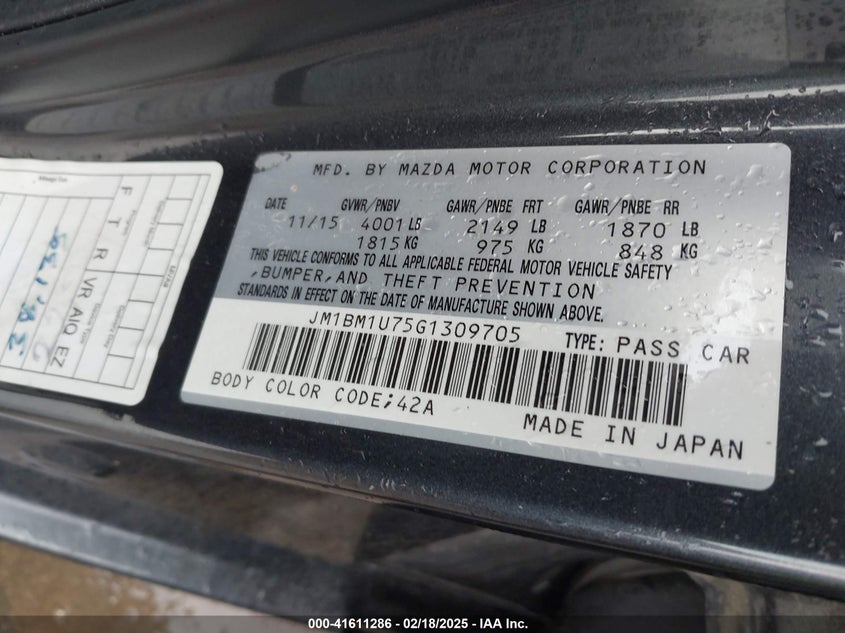 MFD. BY MAZDA MOTOR CORPORATION
DATE GVWR/PNBV GAWR/PNBE FRT GAWR/PNBE RR
11/15 4001 LB 2149 LB 1870 LB
1815 KG 975 KG 848 KG
THIS VEHICLE CONFORMS TO ALL APPLICABLE FEDERAL MOTOR VEHICLE SAFETY
,BUMPER,AND THEFT PREVENTION
STANDARDS IN EFFECT ON THE DATE OF MANUFACTURE SHOWN ABOVE.
JM1BM1U75G1309705 TYPE: PASS CAR
BODY COLOR CODE;42A
MADE IN JAPAN
F T R VR AIQ EZ
000-41611286 - 02/18/2025 - IAA Inc.